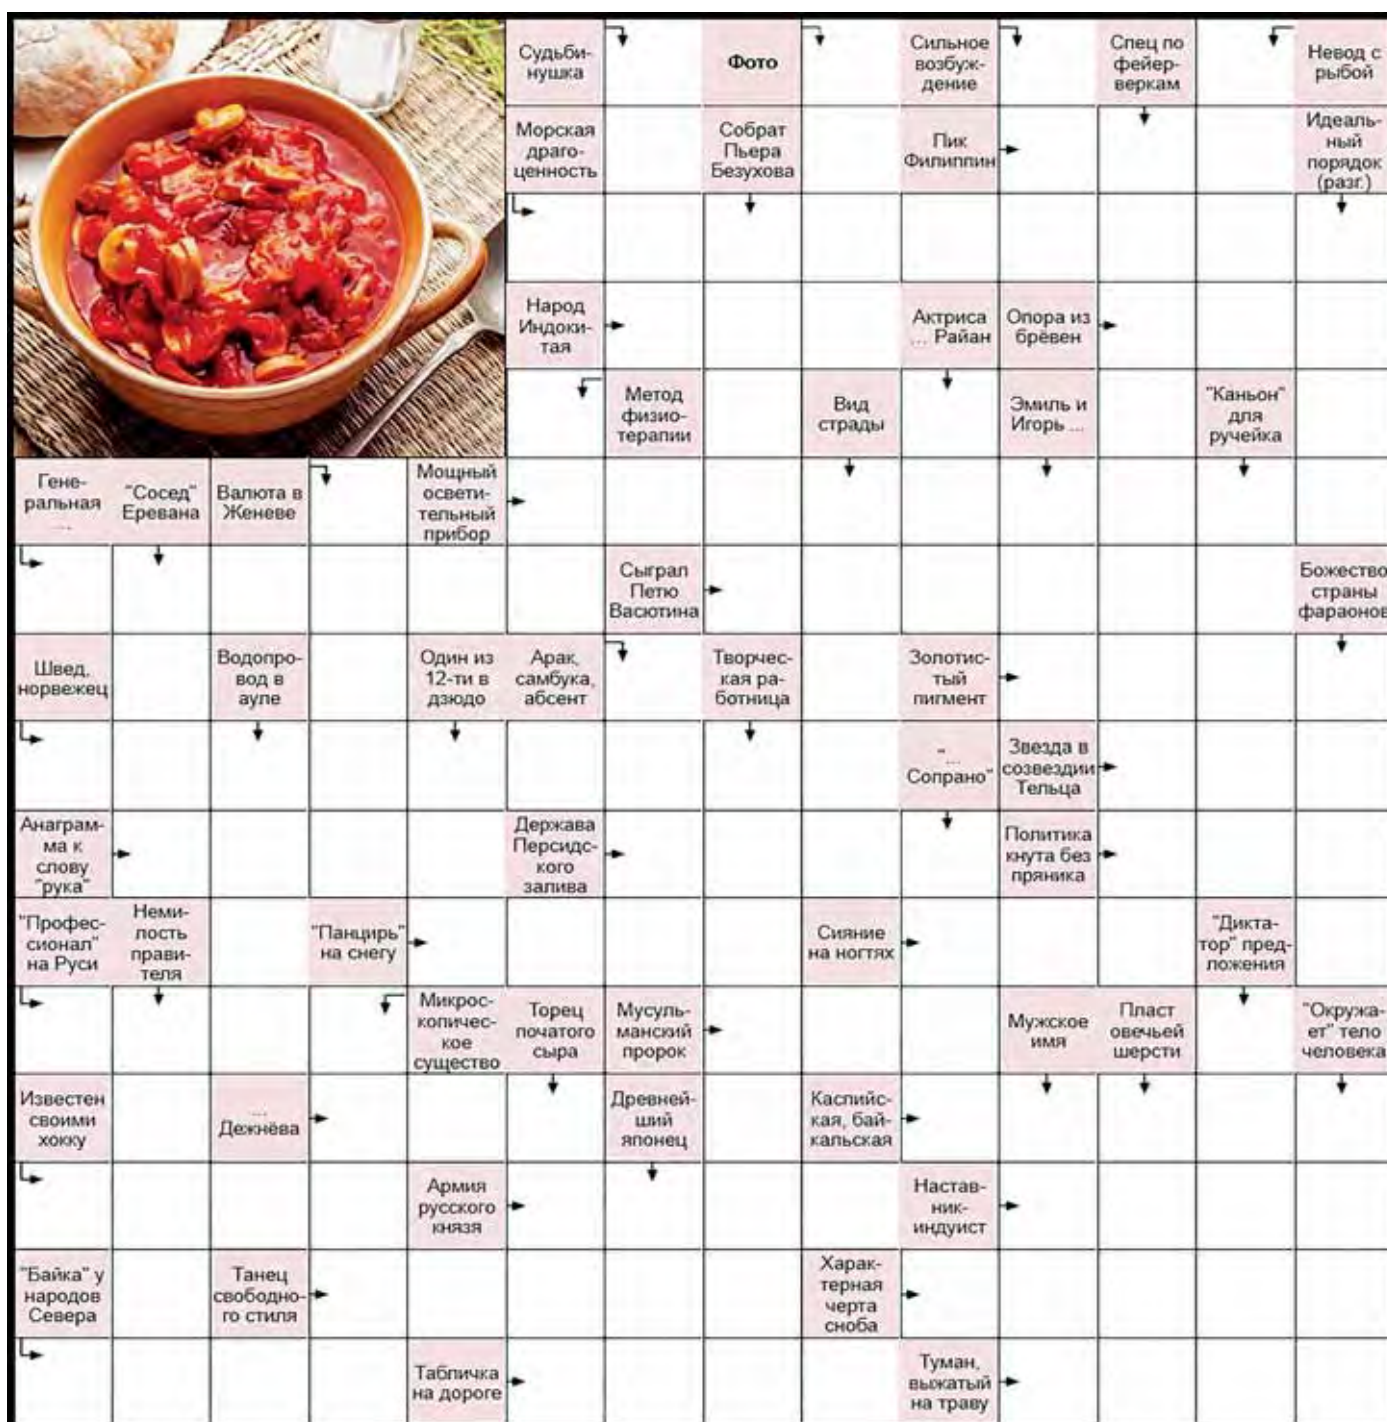 Судьби-
нушка
Фото
Сильное
возбуж-
дение
Спец по
фейер-
веркам
Невод с
рыбой
Морская
драго-
ценность
Собрат
Пьера
Безухова
Пик
Филиппин
Идеаль-
ный
порядок
(разг.)
Народ
Индоки-
тая
Актриса
... Райан
Опора из
брёвен
Метод
физио-
терапии
Вид
страды
Эмиль и
Игорь ...
"Каньон"
для
ручейка
Гене-
ральная
...
"Сосед"
Еревана
Валюта в
Женеве
Мощный
освети-
тельный
прибор
Сыграл
Петю
Васютина
Божество
страны
фараонов
Швед,
норвежец
Водопро-
вод в
ауле
Один из
12-ти в
дзюдо
Арак,
самбука,
абсент
Творчес-
кая ра-
ботница
Золотис-
тый
пигмент
"...
Сопрано"
Звезда в
созвездии
Тельца
Анаграм-
ма к
слову
"рука"
Держава
Персидс-
кого
залива
Политика
кнута без
пряника
"Профес-
сионал"
на Руси
Неми-
лость
прави-
теля
"Панцирь"
на снегу
Сияние
на ногтях
"Дикта-
тор" пред-
ложения
Микрос-
копичес-
кое
существо
Торец
початого
сыра
Мусуль-
манский
пророк
Мужское
имя
Пласт
овечьей
шерсти
"Окружа-
ет" тело
человека
Известен
своими
хокку
...
Дежнёва
Древней-
ший
японец
Каспийс-
кая, бай-
кальская
Армия
русского
князя
Настав-
ник-
индуист
"Байка" у
народов
Севера
Танец
свободно-
го стиля
Харак-
терная
черта
сноба
Табличка
на дороге
Туман,
выжатый
на траву